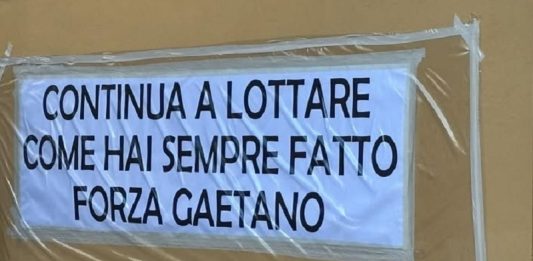 CONTINUA A LOTTARE
COME HAI SEMPRE FATTO
FORZA GAETANO